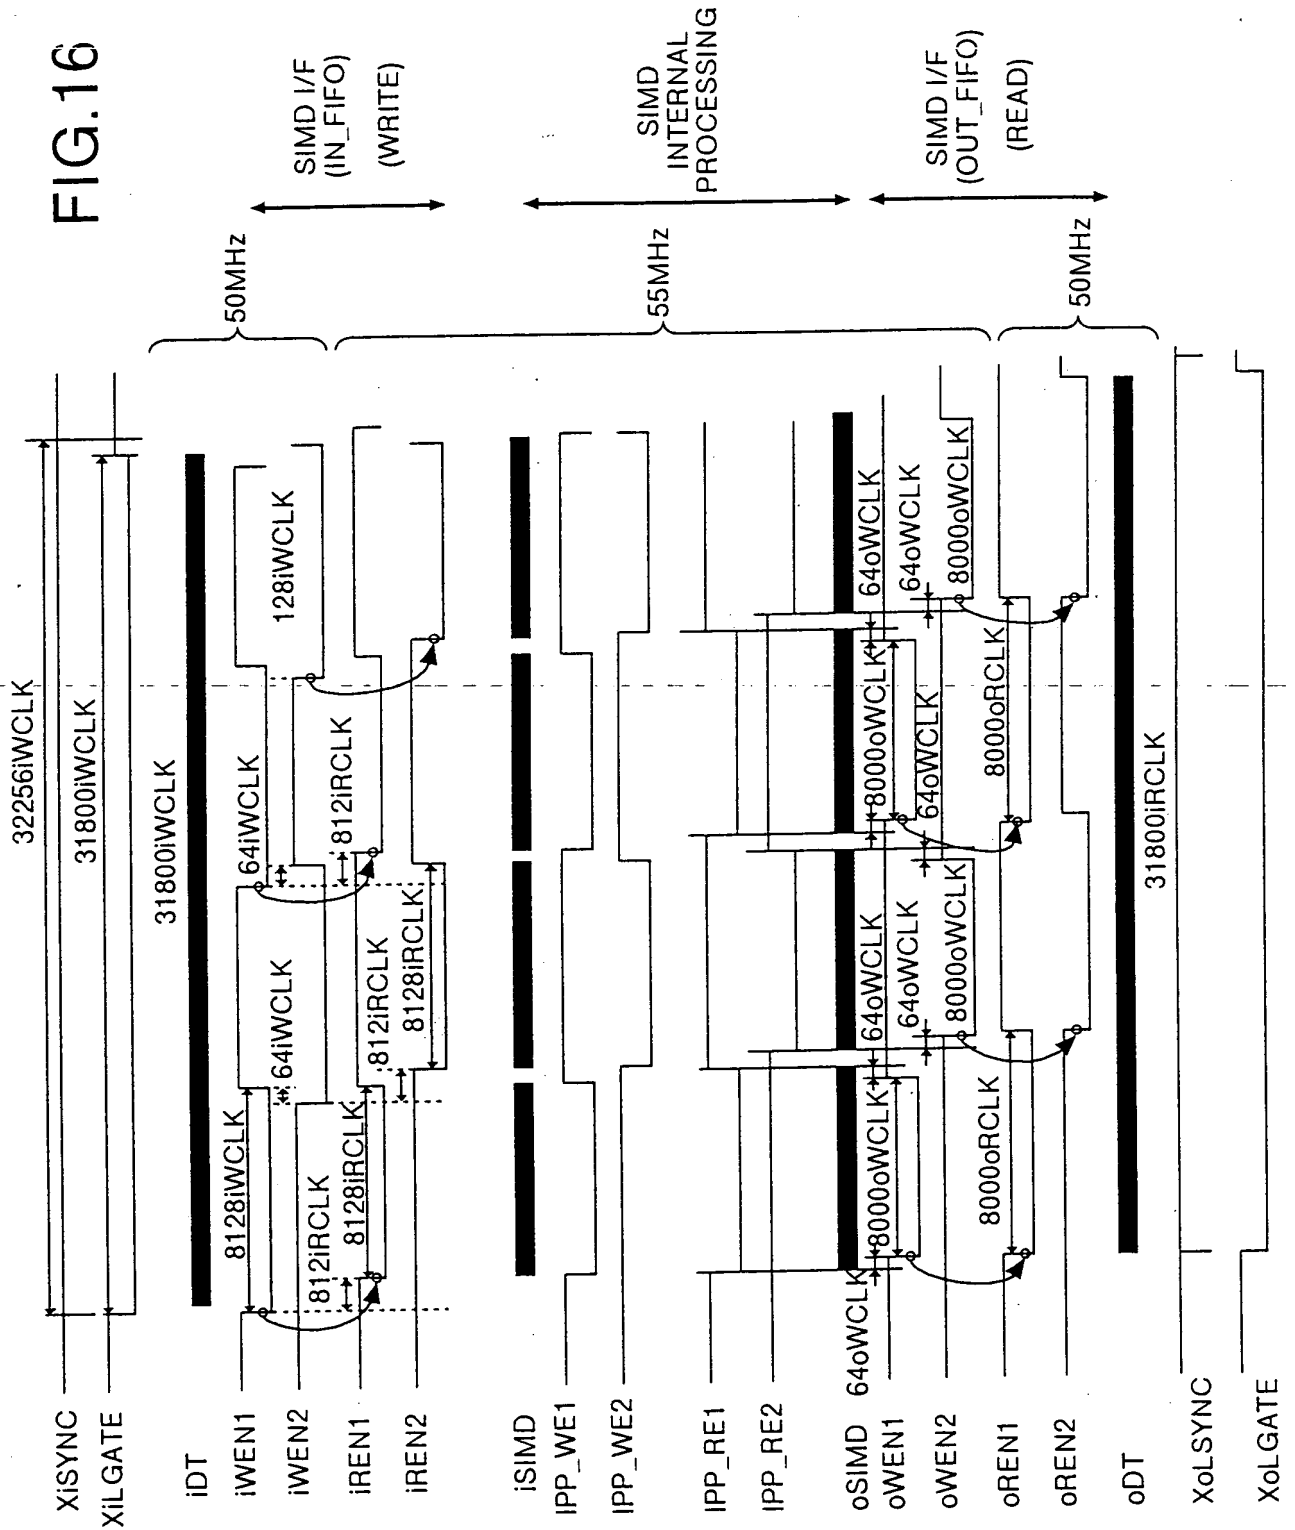 FIG.16
32256iWCLK
XiSYNC
31800iWCLK
XiLGATE
31800iWCLK
iDT
50MHz
8128iWCLK
64iWCLK
iWEN1
SIMD I/F
(IN_FIFO)
(WRITE)
64iWCLK
128iWCLK
iWEN2
812iRCLK
8128iRCLK
812iRCLK
iREN1
812iRCLK
8128iRCLK
iREN2
iSIMD
IPP_WE1
IPP_WE2
55MHz
SIMD
INTERNAL
PROCESSING
IPP_RE1
IPP_RE2
oSIMD
64oWCLK
8000oWCLK
64oWCLK
8000oWCLK
64oWCLK
oWEN1
64oWCLK
64oWCLK
64oWCLK
oWEN2
8000oWCLK
8000oWCLK
SIMD I/F
(OUT_FIFO)
(READ)
8000oRCLK
8000oRCLK
oREN1
oREN2
50MHz
oDT
31800iRCLK
XoLSYNC
XoLGATE